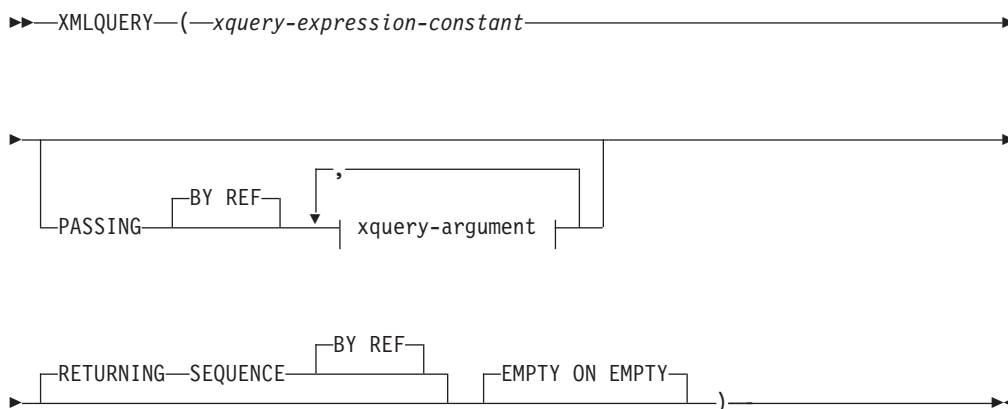 XMLQUERY ( xquery-expression-constant
,
BY REF
PASSING xquery-argument
BY REF
RETURNING SEQUENCE EMPTY ON EMPTY
)